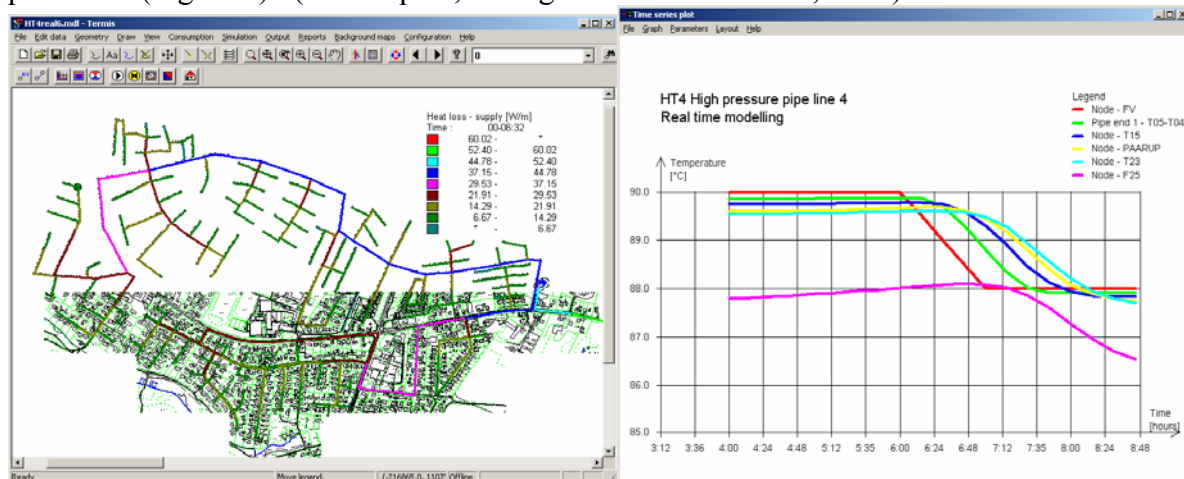 HT4real6.mdl - Termis
File Edit data Geometry Draw View Consumption Simulation Output Reports Background maps Configuration Help
0
Heat loss - supply [W/m]
Time : 00-06:32
60.02 - *
52.40 - 60.02
44.78 - 52.40
37.15 - 44.78
29.53 - 37.15
21.91 - 29.53
14.29 - 21.91
6.67 - 14.29
* - 6.67
Ready
Move legend.
Offline
Time series plot
File Graph Parameters Layout Help
HT4 High pressure pipe line 4
Real time modelling
Legend
Node - FV
Pipe end 1 - T05-T04
Node - T15
Node - PAARUP
Node - T23
Node - F25
Temperature
[°C]
90.0
89.0
88.0
87.0
86.0
85.0
Time
[hours]
3:12 3:36 4:00 4:24 4:48 5:12 5:35 6:00 6:24 6:48 7:12 7:35 8:00 8:24 8:48